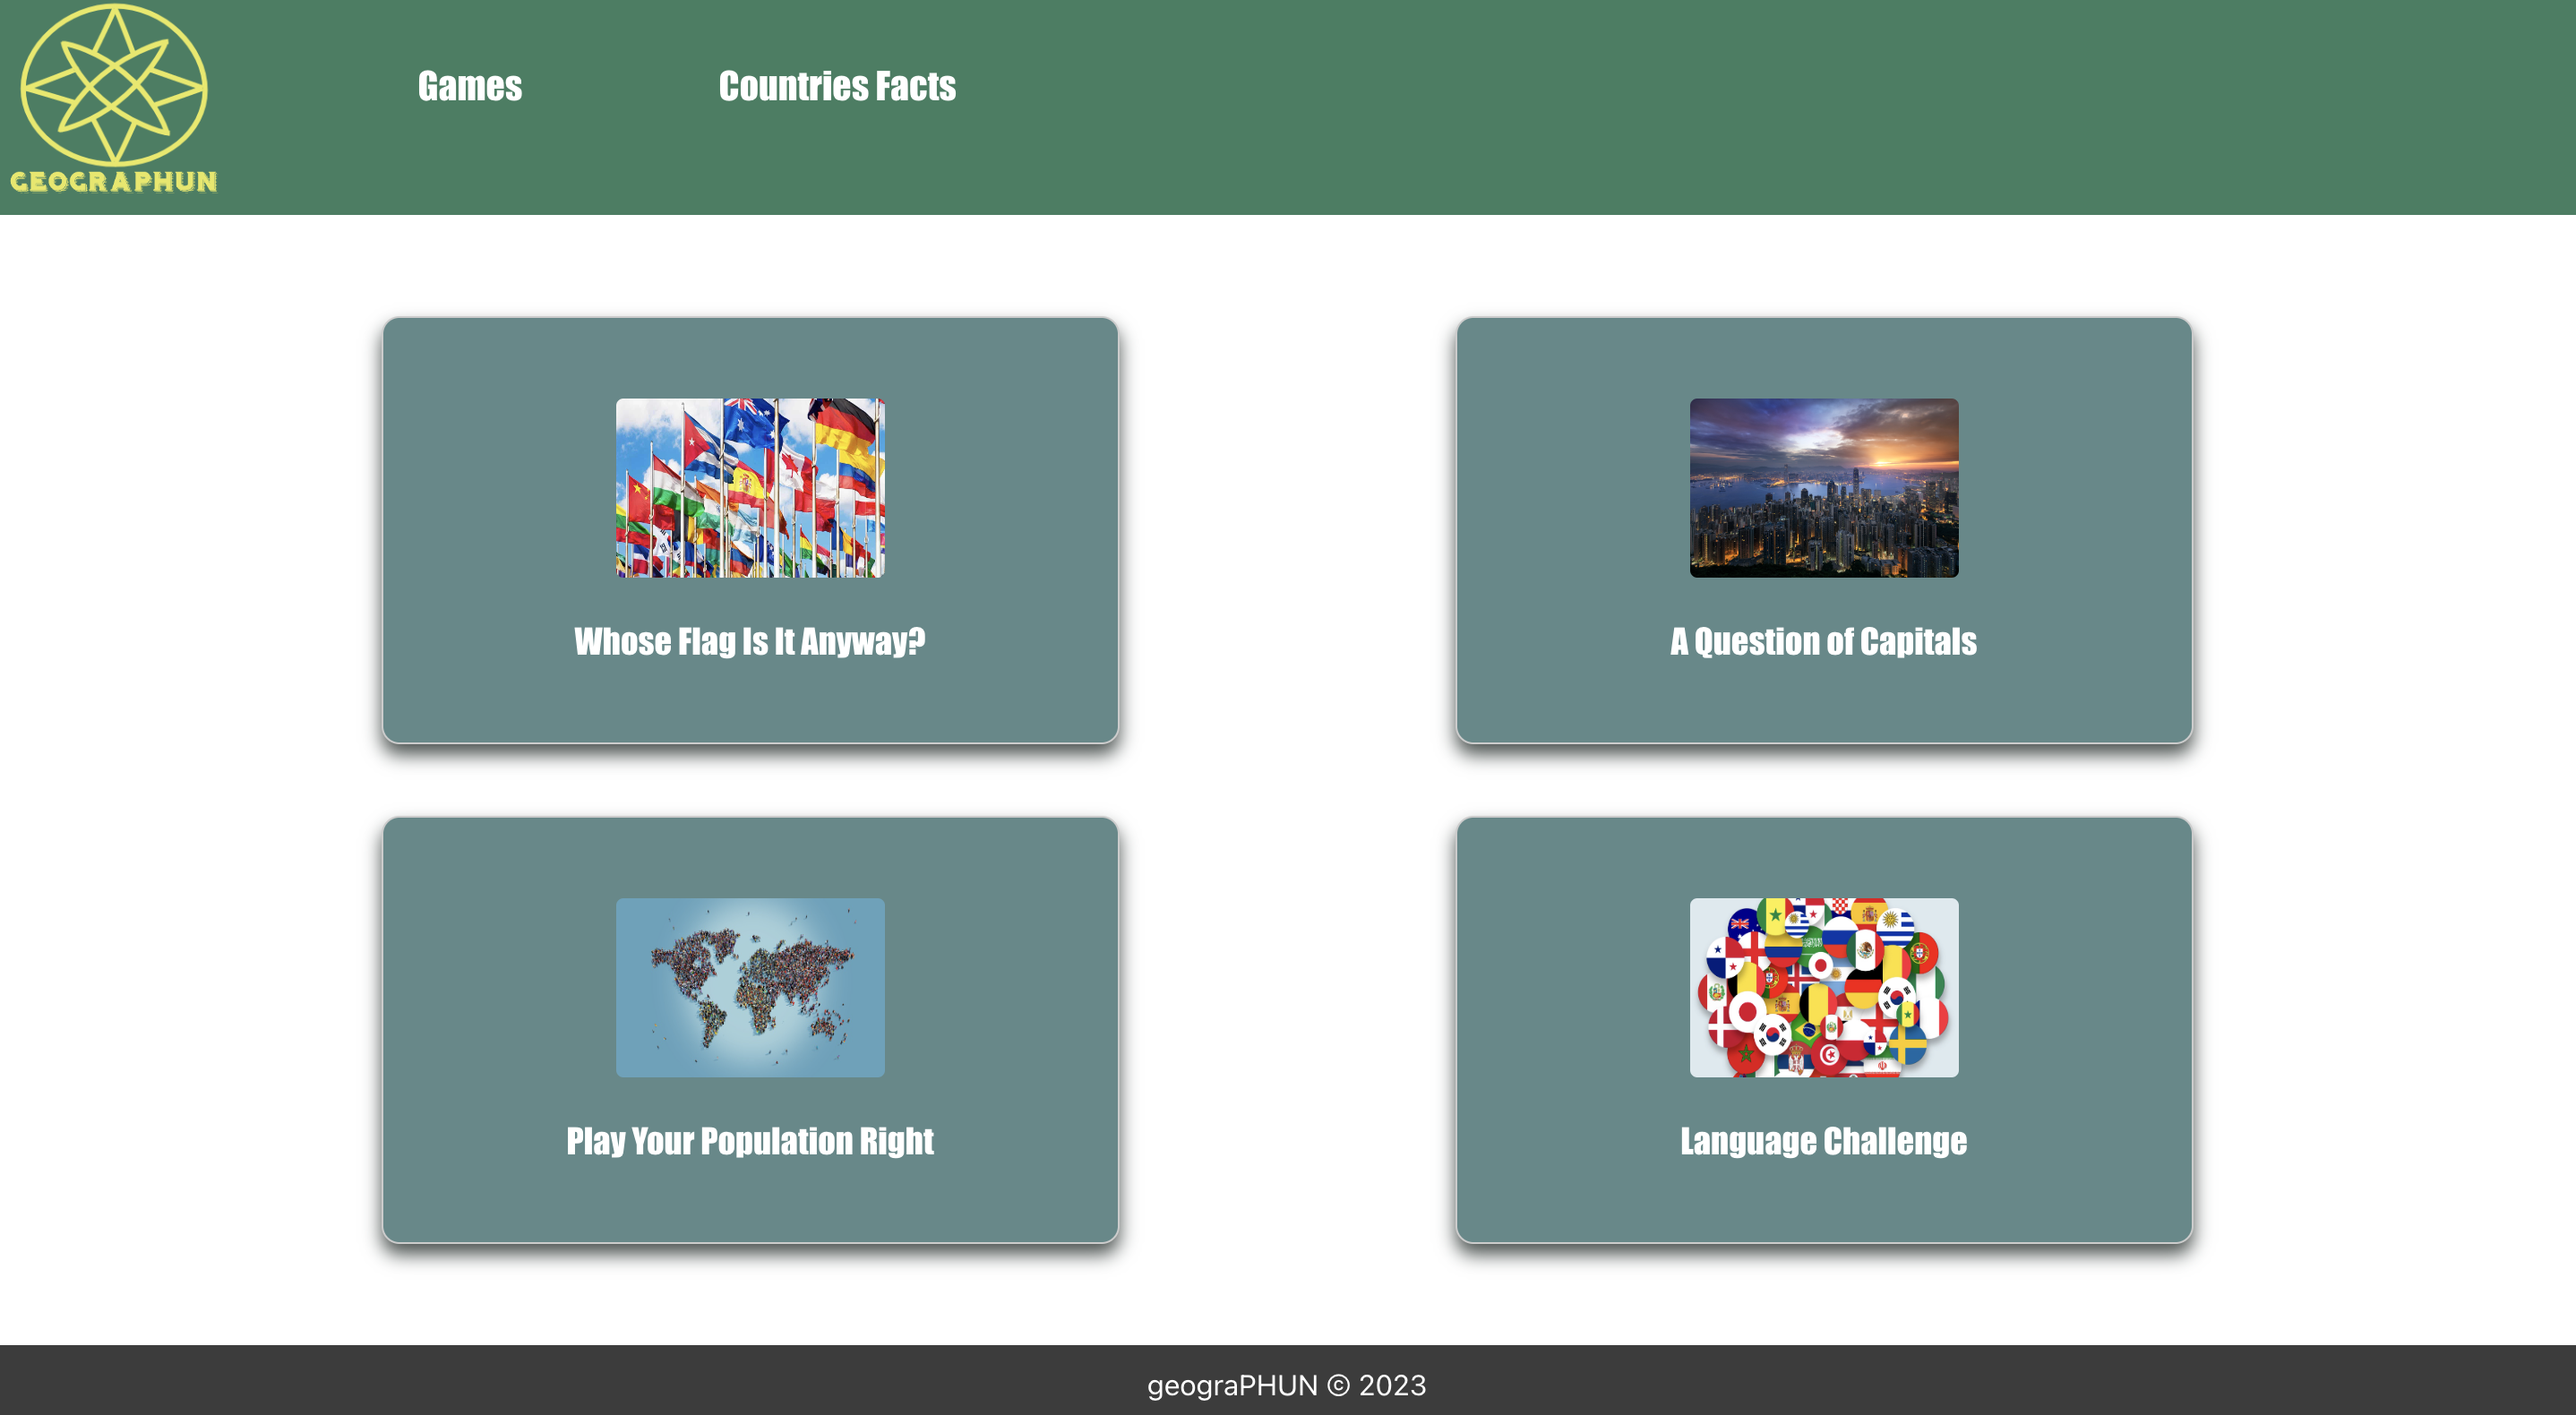 GEOGRAPHUN
Games
Countries Facts
Whose Flag Is It Anyway?
A Question of Capitals
Play Your Population Right
Language Challenge
geograPHUN © 2023